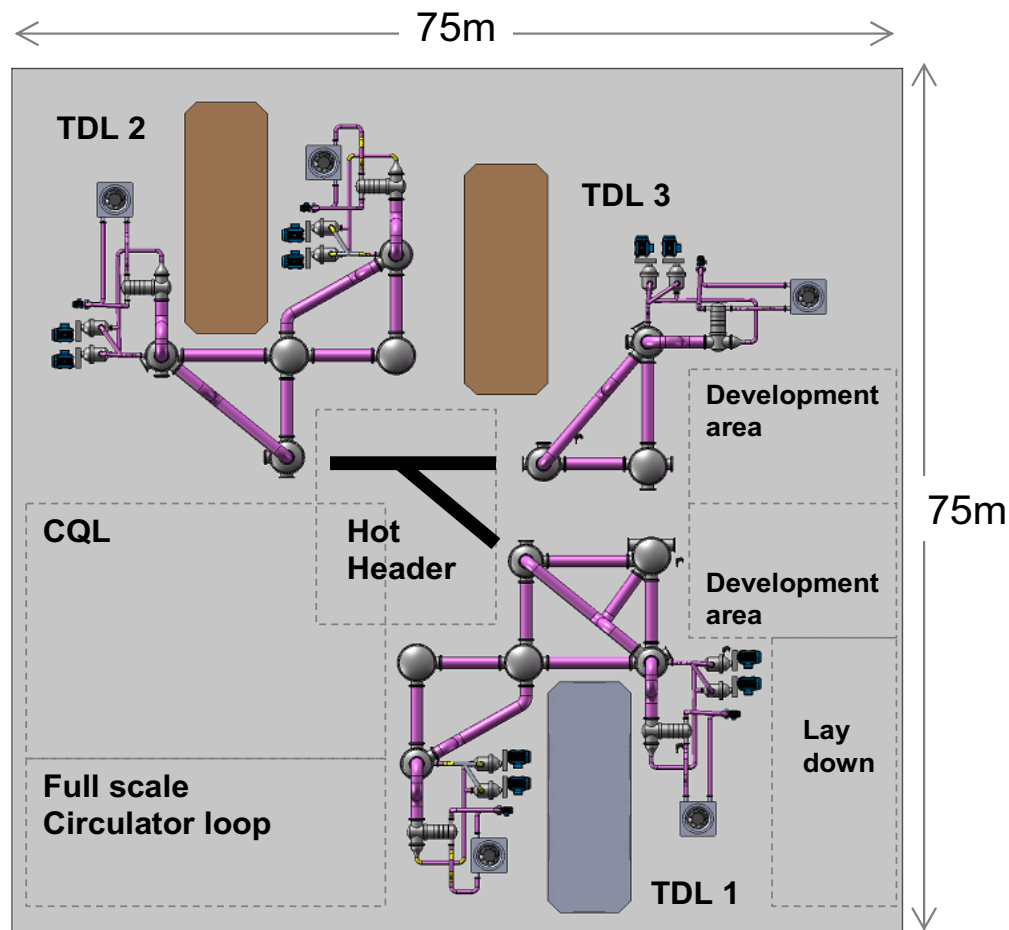 75m
TDL 2
TDL 3
Development
area
75m
CQL
Hot
Header
Development
area
Lay
down
Full scale
Circulator loop
TDL 1